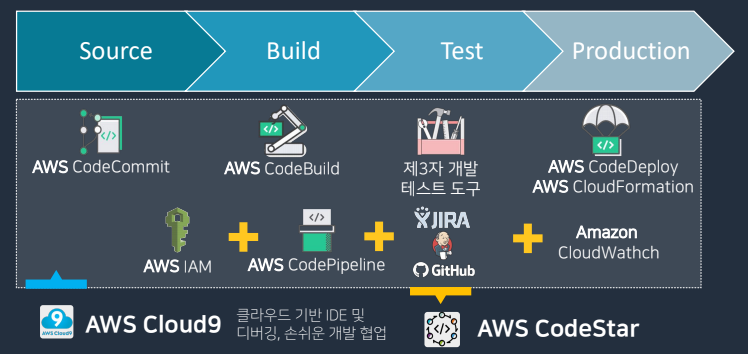 Source
Build
Test
Production
</>
AWS CodeCommit
</>
AWS CodeBuild
제3자 개발
테스트 도구
</>
AWS CodeDeploy
AWS CloudFormation
AWS IAM
</>
AWS CodePipeline
JIRA
GitHub
Amazon
CloudWathch
9
AWS Cloud9
AWS Cloud9
클라우드 기반 IDE 및
디버깅, 손쉬운 개발 협업
</>
AWS CodeStar